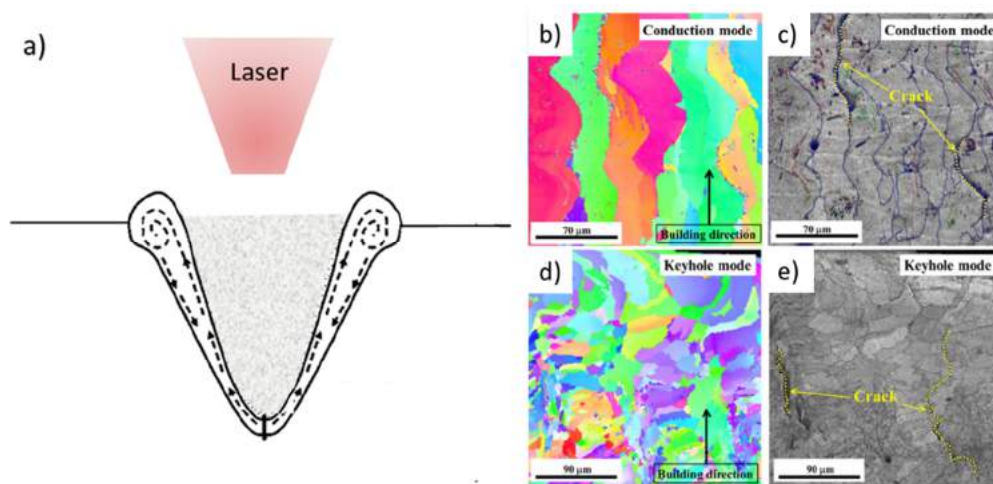 a)
Laser
b)
Conduction mode
Building direction
70 μm
c)
Conduction mode
Crack
70 μm
d)
Keyhole mode
Building direction
90 μm
e)
Keyhole mode
Crack
90 μm